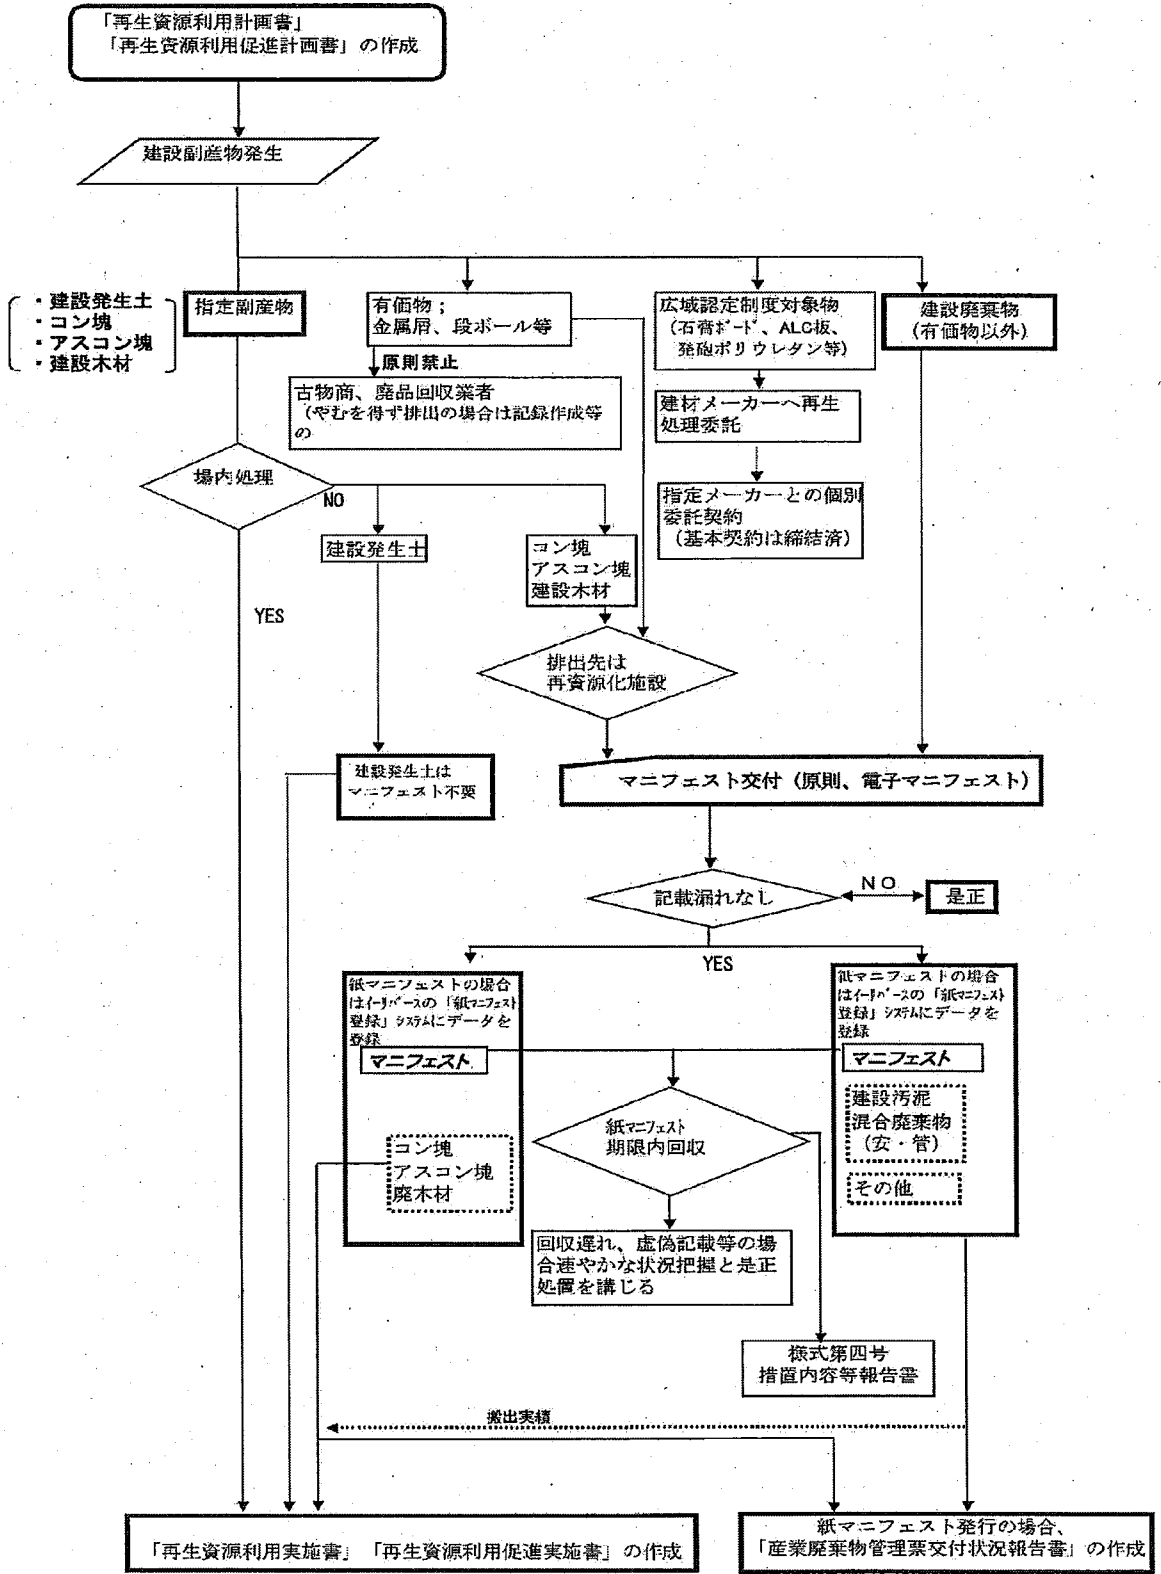 「再生資源利用計画書」
「再生資源利用促進計画書」の作成
建設副産物発生
・建設発生土
・コン塊
・アスコン塊
・建設木材
指定副産物
有価物；
金属屑、段ボール等
広域認定制度対象物
（石膏ﾎﾞｰﾄﾞ、ALC板、
発砲ポリウレタン等）
建設廃棄物
（有価物以外）
原則禁止
古物商、廃品回収業者
（やむを得ず排出の場合は記録作成等
の
建材メーカーへ再生
処理委託
場内処理
NO
指定メーカーとの個別
委託契約
（基本契約は締結済）
建設発生土
コン塊
アスコン塊
建設木材
YES
排出先は
再資源化施設
建設発生土は
マニフェスト不要
マニフェスト交付（原則、電子マニフェスト）
記載漏れなし
NO
是正
YES
紙マニフェストの場合
はｲｰﾘﾊﾞｰｽの「紙ﾏﾆﾌｪｽﾄ
登録」ｼｽﾃﾑにデータを
登録
マニフェスト
コン塊
アスコン塊
廃木材
紙マニフェスト
期限内回収
紙マニフェストの場合
はｲｰﾘﾊﾞｰｽの「紙ﾏﾆﾌｪｽﾄ
登録」ｼｽﾃﾑにデータを
登録
マニフェスト
建設汚泥
混合廃棄物
（安・管）
その他
回収遅れ、虚偽記載等の場
合速やかな状況把握と是正
処置を講じる
様式第四号
措置内容等報告書
搬出実績
「再生資源利用実施書」「再生資源利用促進実施書」の作成
紙マニフェスト発行の場合、
「産業廃棄物管理票交付状況報告書」の作成